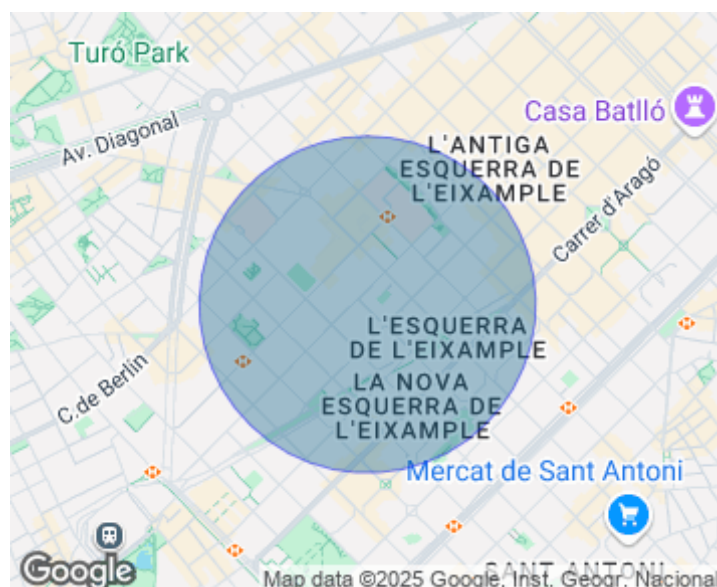 Turó Park
Av. Diagonal
Casa Batlló
L'ANTIGA
ESQUERRA DE
L'EIXAMPLE
Carrer d'Aragó
L'ESQUERRA
DE L'EIXAMPLE
LA NOVA
ESQUERRA DE
L'EIXAMPLE
C.de Berlín
Mercat de Sant Antoni
SANT ANTONI
Google
Map data ©2025 Google, Inst. Geogr. Nacional